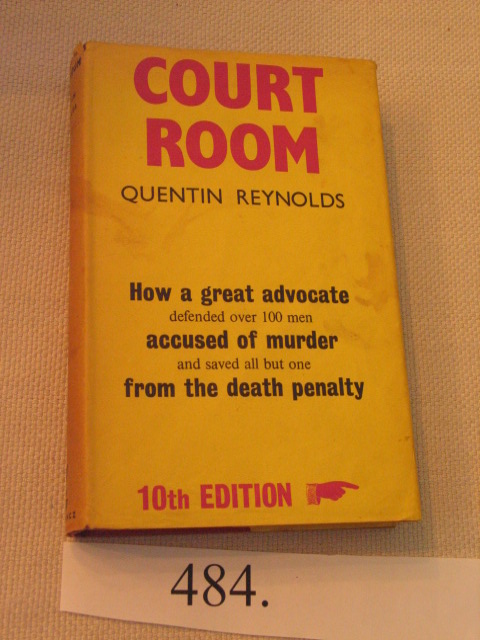 COURT
ROOM
QUENTIN REYNOLDS
How a great advocate
defended over 100 men
accused of murder
and saved all but one
from the death penalty
10th EDITION
484.